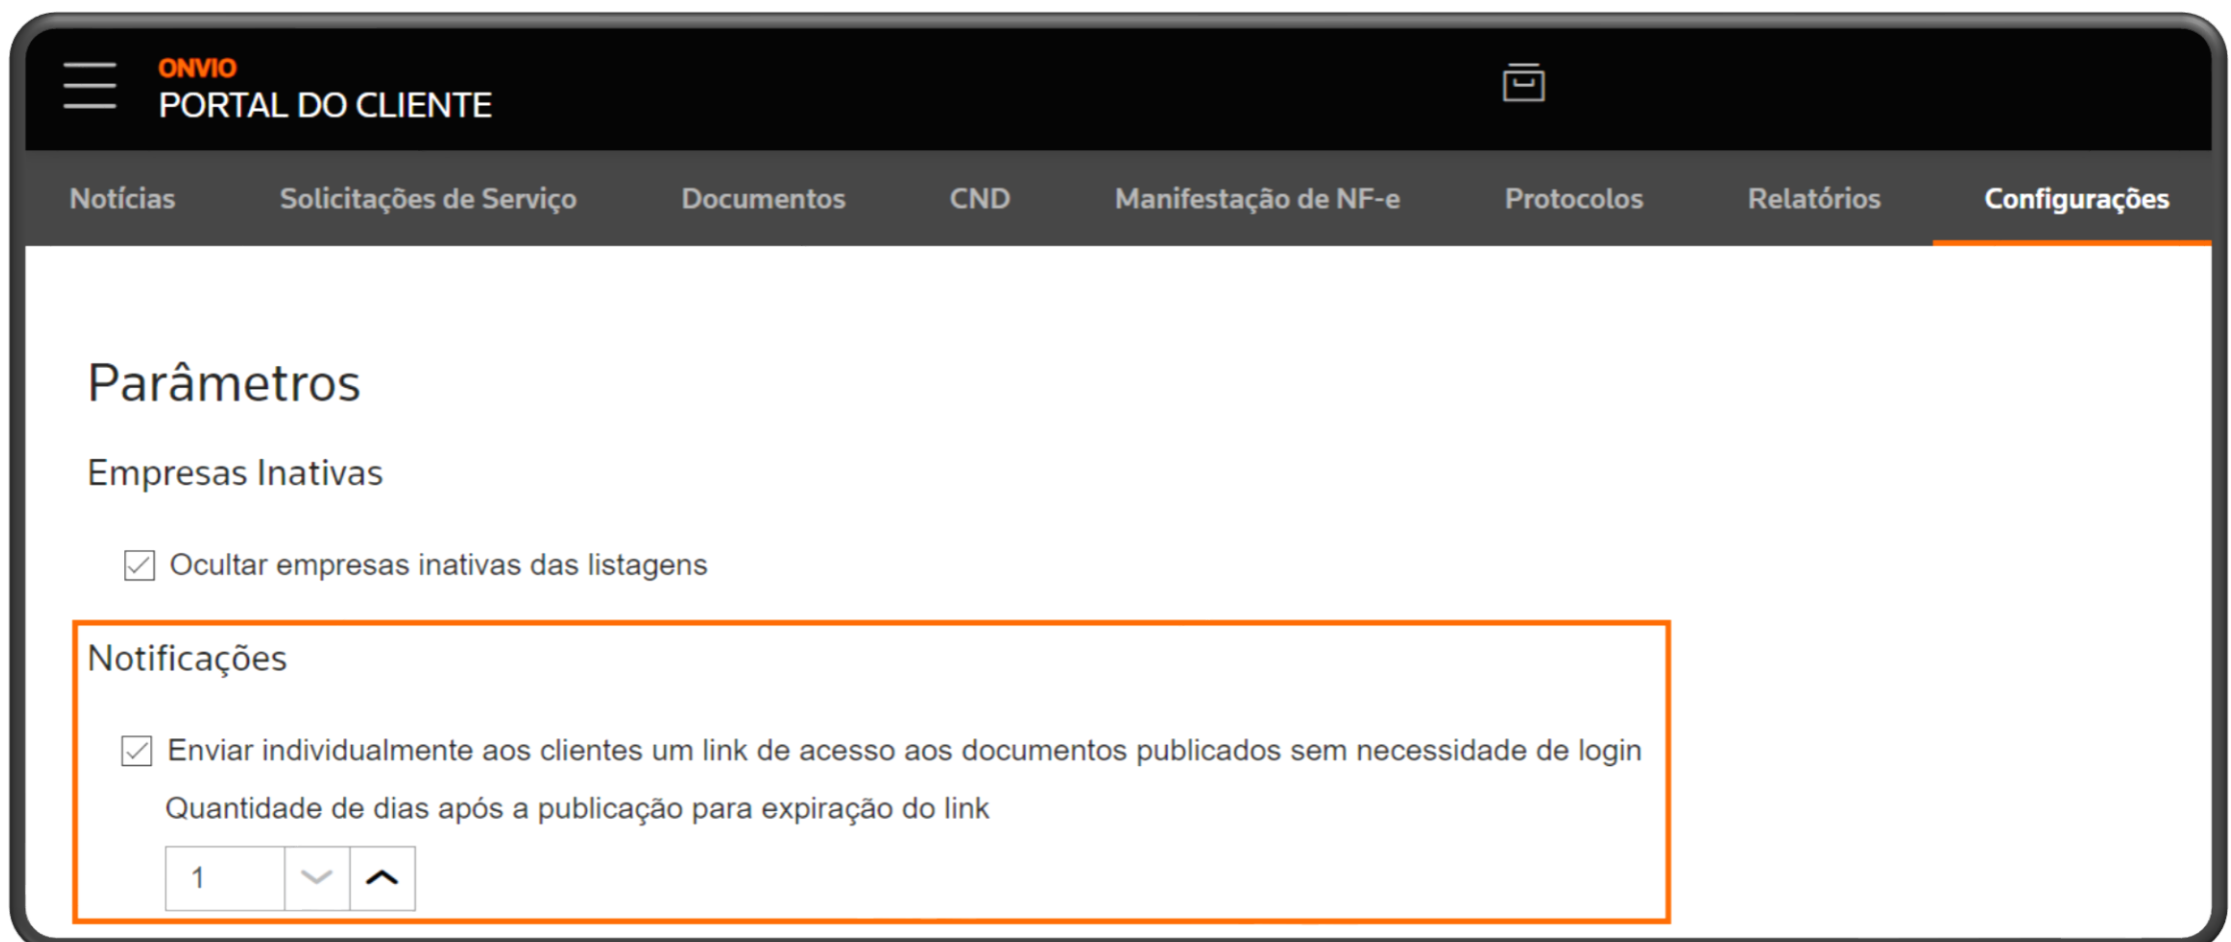 ONVIO
PORTAL DO CLIENTE
Notícias Solicitações de Serviço Documentos CND Manifestação de NF-e Protocolos Relatórios Configurações
Parâmetros
Empresas Inativas
Ocultar empresas inativas das listagens
Notificações
Enviar individualmente aos clientes um link de acesso aos documentos publicados sem necessidade de login
Quantidade de dias após a publicação para expiração do link
1